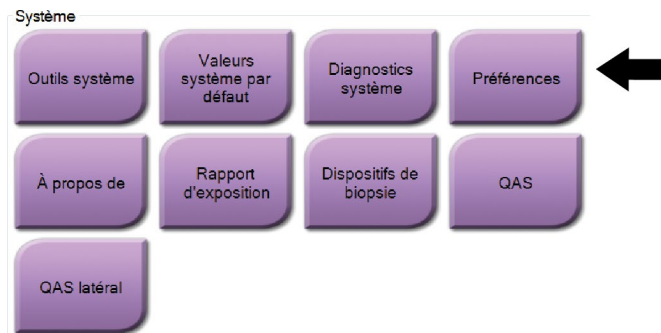 Système
Outils système
Valeurs
système par
défaut
Diagnostics
système
Préférences
À propos de
Rapport
d'exposition
Dispositifs de
biopsie
QAS
QAS latéral